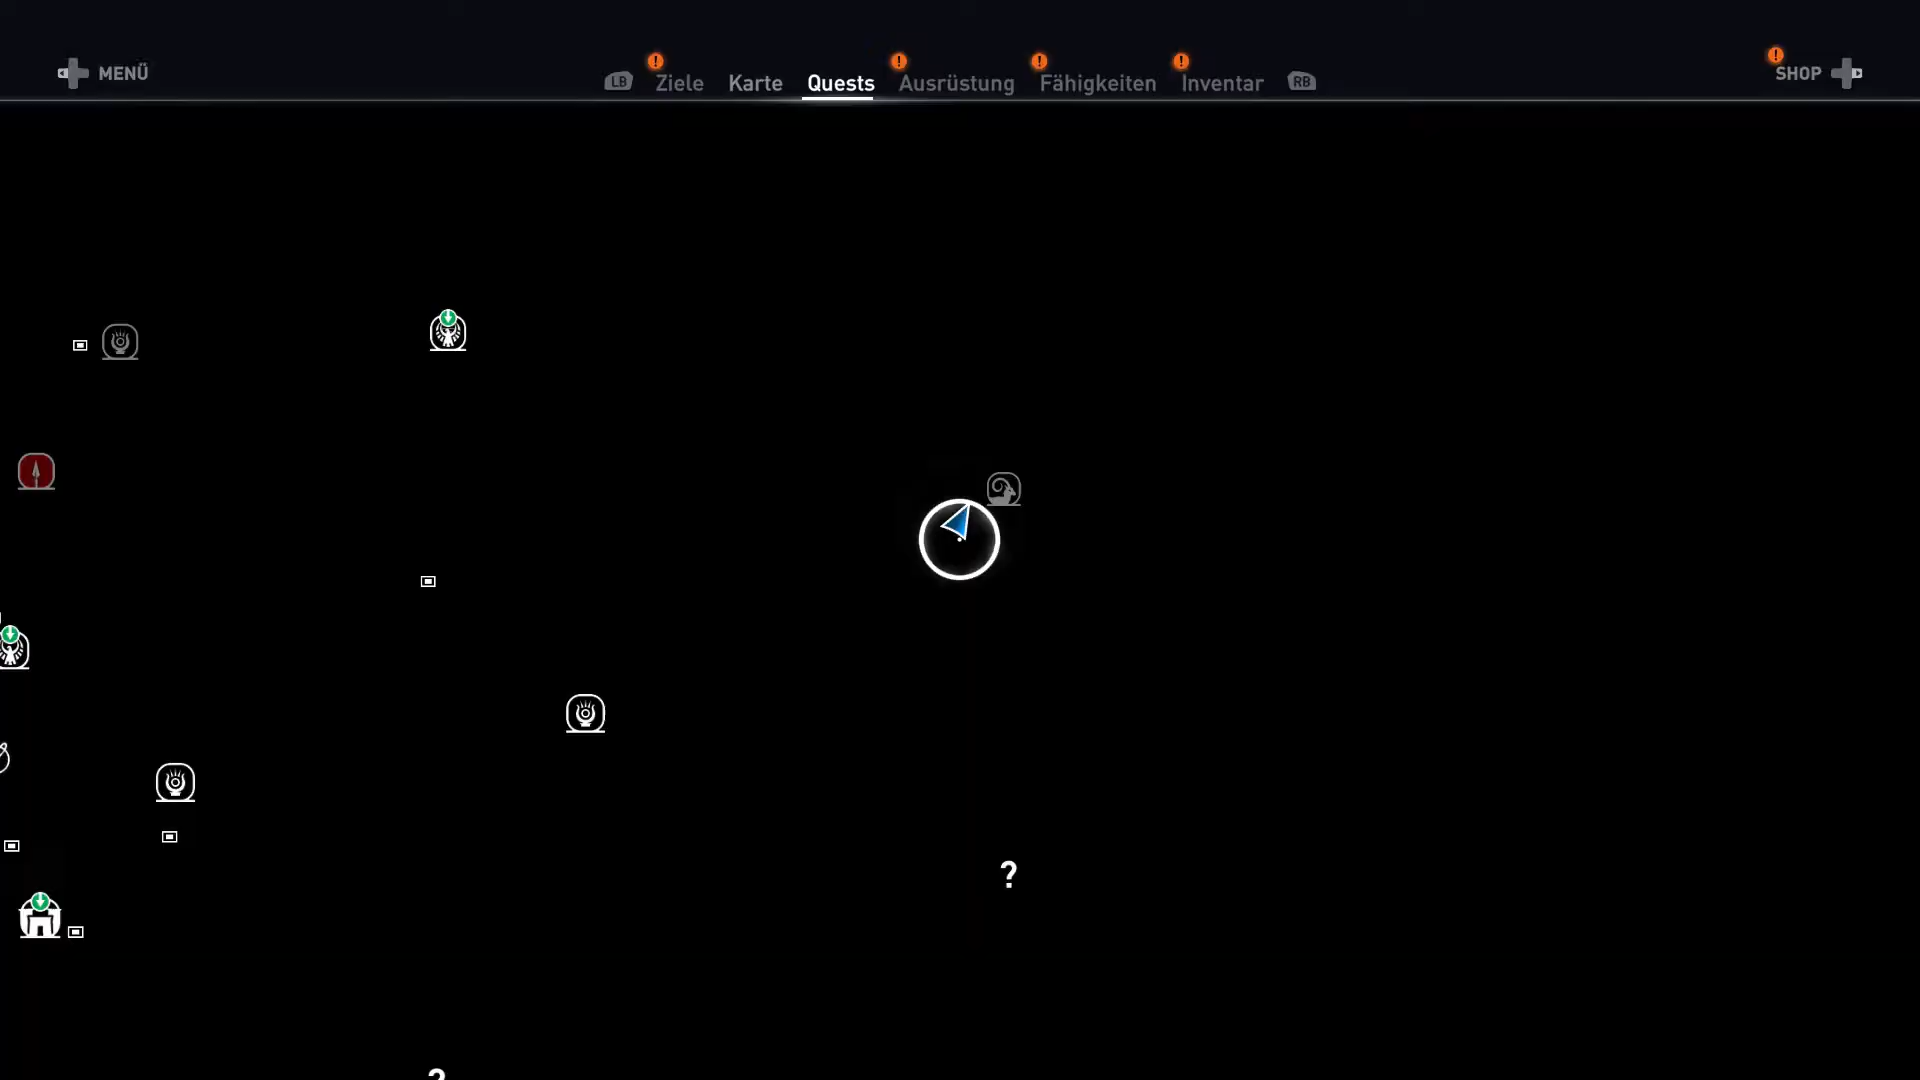 MENÜ
LB ! Ziele Karte Quests ! Ausrüstung ! Fähigkeiten ! Inventar RB
! SHOP
?
?